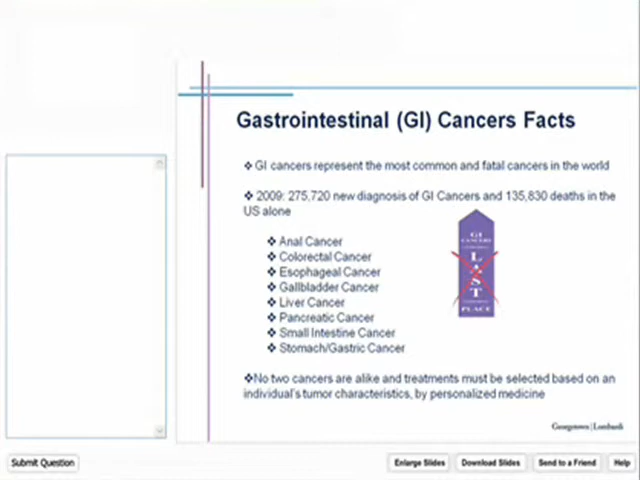 Gastrointestinal (GI) Cancers Facts
❖ GI cancers represent the most common and fatal cancers in the world
❖ 2009: 275,720 new diagnosis of GI Cancers and 135,830 deaths in the
US alone
❖ Anal Cancer
❖ Colorectal Cancer
❖ Esophageal Cancer
❖ Gallbladder Cancer
❖ Liver Cancer
❖ Pancreatic Cancer
❖ Small Intestine Cancer
❖ Stomach/Gastric Cancer
GI
CANCERS
LAST
PLACE
❖No two cancers are alike and treatments must be selected based on an
individual's tumor characteristics, by personalized medicine
Georgetown | Lombardi
Submit Question
Enlarge Slides
Download Slides
Send to a Friend
Help